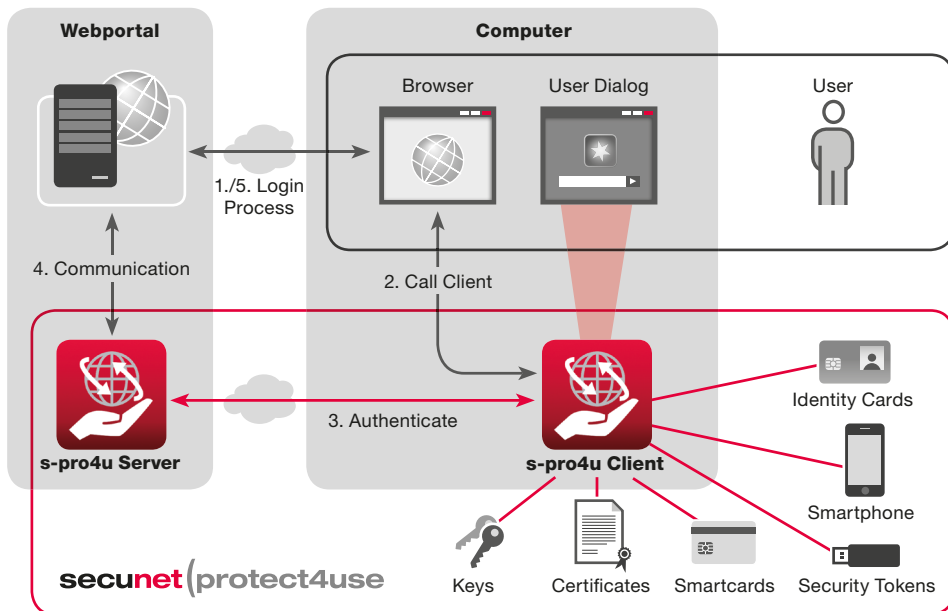 Webportal
Computer
Browser
User Dialog
User
1./5. Login
Process
4. Communication
2. Call Client
3. Authenticate
s-pro4u Server
s-pro4u Client
Identity Cards
Smartphone
Keys
Certificates
Smartcards
Security Tokens
secunet(protect4use